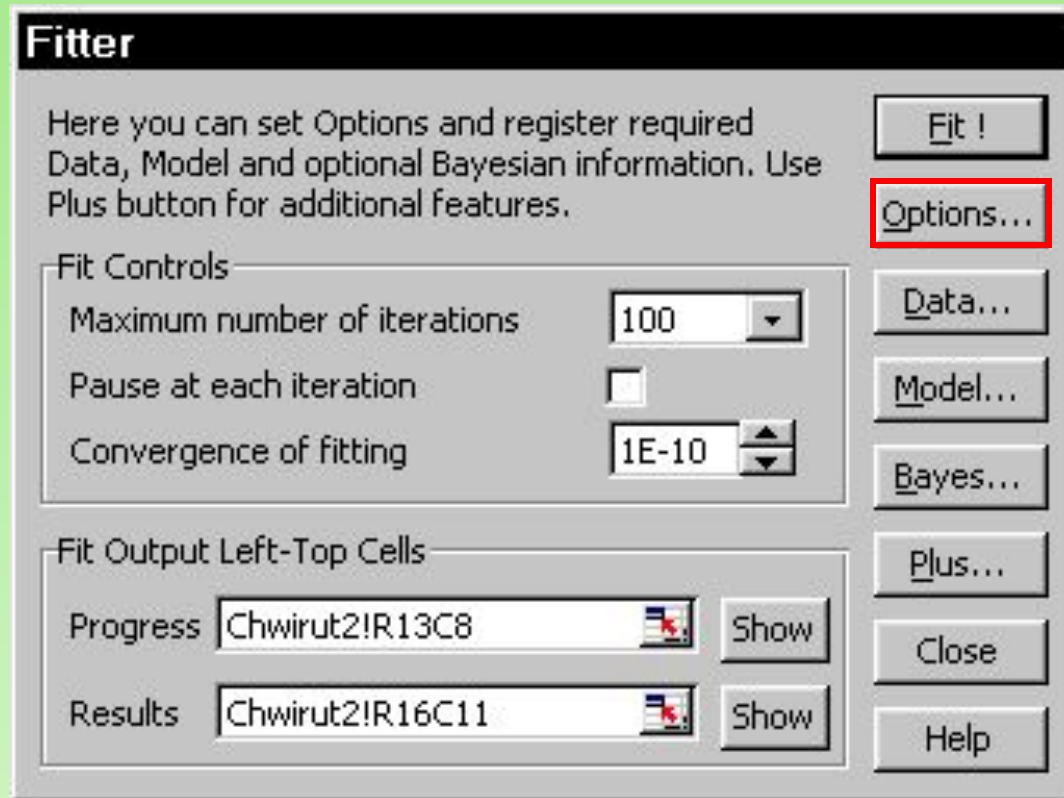 Fitter
Here you can set Options and register required
Data, Model and optional Bayesian information. Use
Plus button for additional features.
Fit !
Options...
Data...
Model...
Bayes...
Plus...
Close
Help
Fit Controls
Maximum number of iterations 100
Pause at each iteration
Convergence of fitting 1E-10
Fit Output Left-Top Cells
Progress Chwirut2!R13C8 Show
Results Chwirut2!R16C11 Show